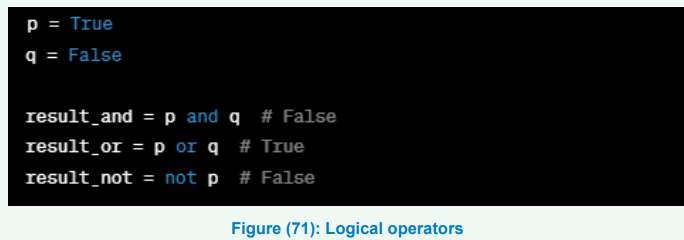 p = True
q = False
result_and = p and q  # False
result_or = p or q  # True
result_not = not p  # False
Figure (71): Logical operators